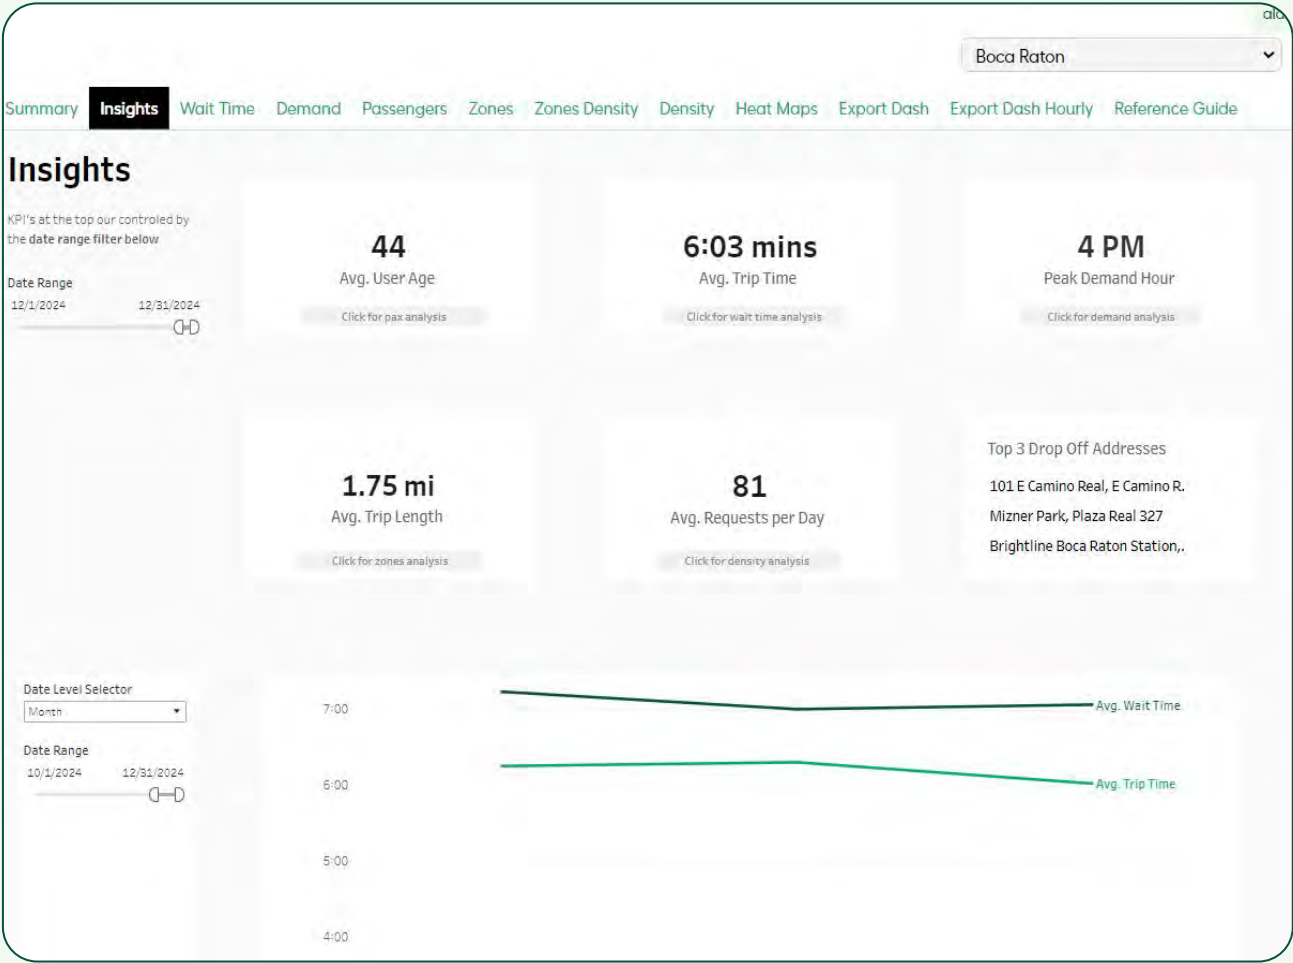 Boca Raton
Summary Insights Wait Time Demand Passengers Zones Zones Density Density Heat Maps Export Dash Export Dash Hourly Reference Guide
Insights
KPI's at the top our controled by
the date range filter below
Date Range
12/1/2024 12/31/2024
44
Avg. User Age
Click for pax analysis
6:03 mins
Avg. Trip Time
Click for wait time analysis
4 PM
Peak Demand Hour
Click for demand analysis
1.75 mi
Avg. Trip Length
Click for zones analysis
81
Avg. Requests per Day
Click for density analysis
Top 3 Drop Off Addresses
101 E Camino Real, E Camino R.
Mizner Park, Plaza Real 327
Brightline Boca Raton Station,.
Date Level Selector
Month
Date Range
10/1/2024 12/31/2024
7:00
6:00
5:00
4:00
Avg. Wait Time
Avg. Trip Time